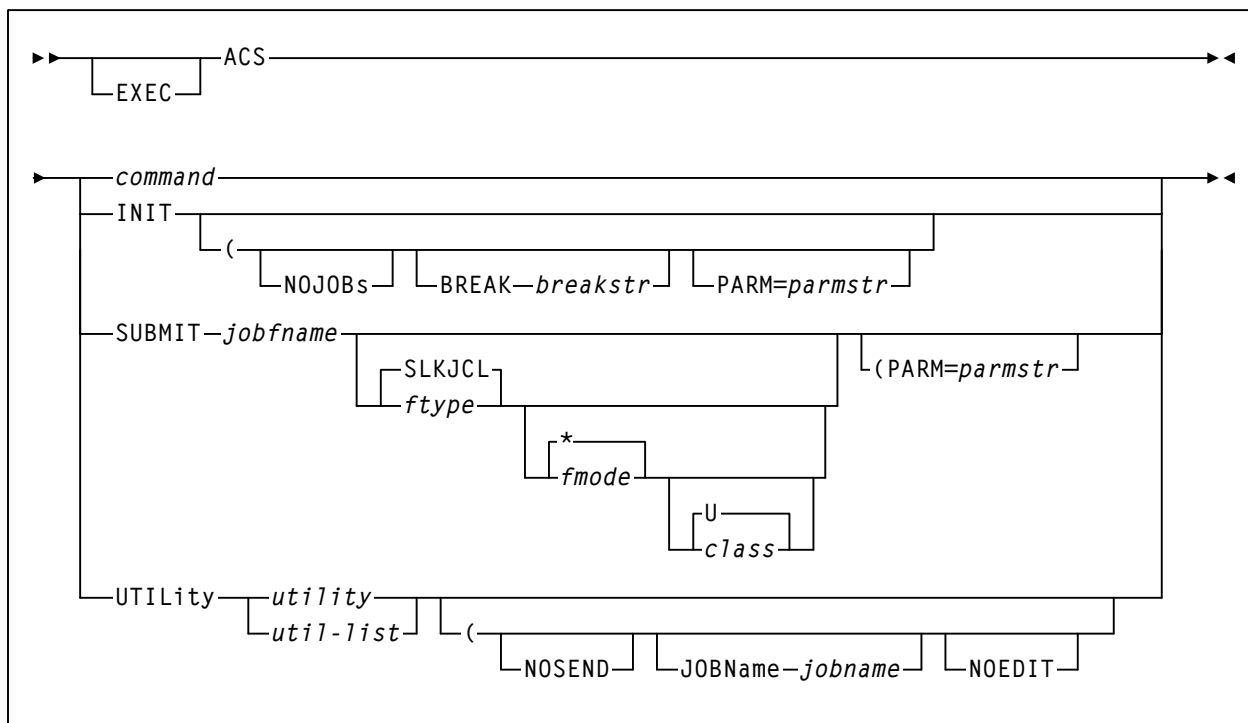 ACS
EXEC
command
INIT
(
NOJOBs BREAK breakstr PARM=parmstr
SUBMIT jobfname
SLKJCL (PARM=parmstr
ftype
*
fmode
U
class
UTILity utility
util-list (
NOSEND JOBName jobname NOEDIT